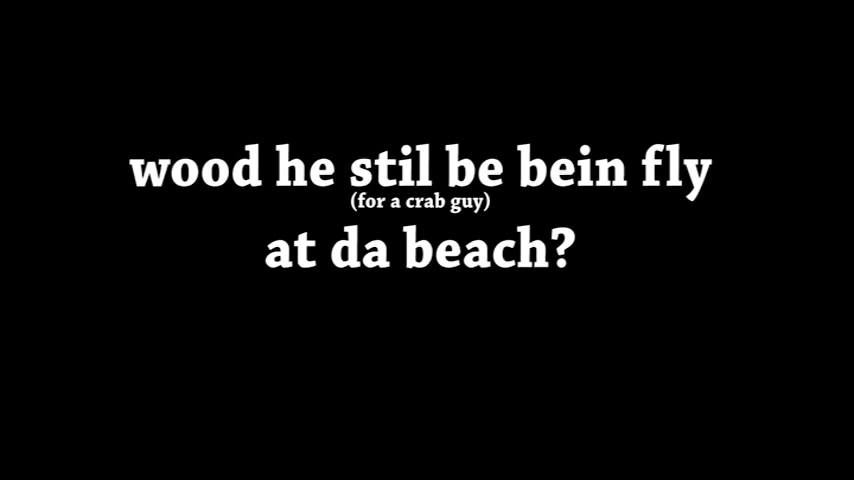 wood he stil be bein fly
(for a crab guy)
at da beach?